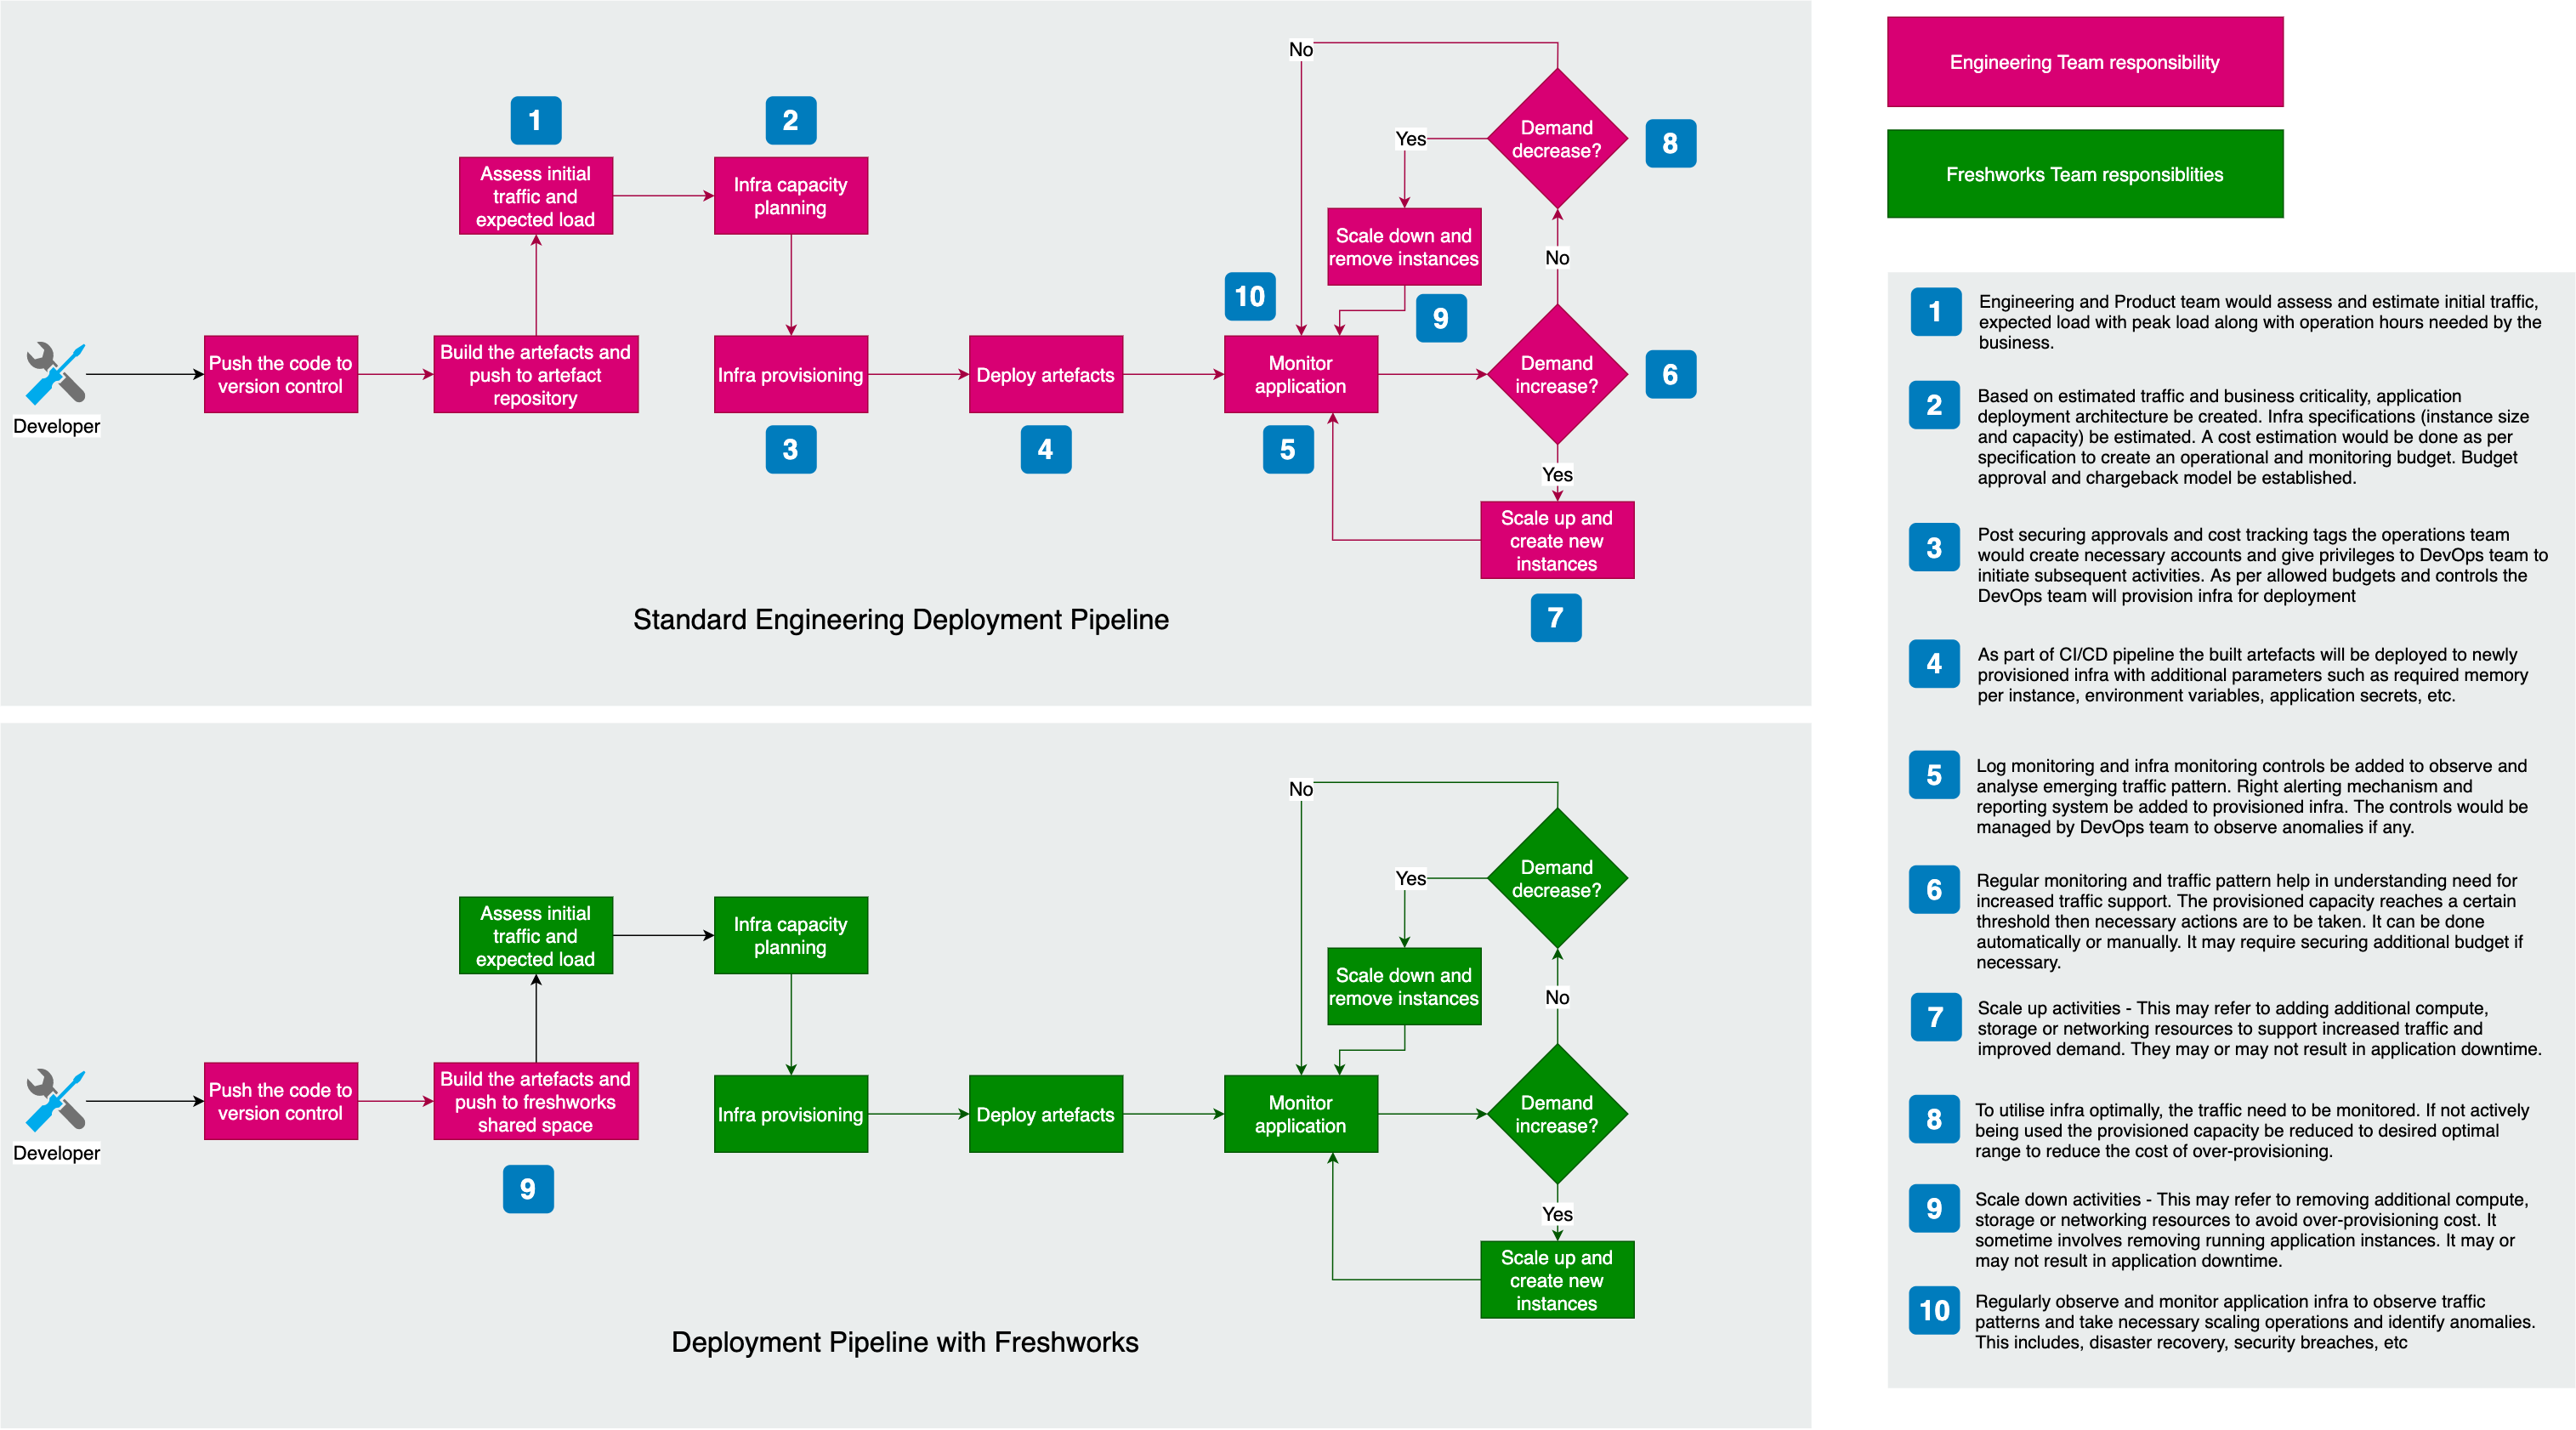 Developer
Push the code to
version control
Build the artefacts and
push to artefact
repository
1
Assess initial
traffic and
expected load
2
Infra capacity
planning
Infra provisioning
3
Deploy artefacts
4
10
Monitor
application
5
Demand
increase?
6
No
Yes
Scale up and
create new
instances
7
Demand
decrease?
8
Yes
No
Scale down and
remove instances
9
Standard Engineering Deployment Pipeline
Developer
Push the code to
version control
Build the artefacts and
push to freshworks
shared space
9
Assess initial
traffic and
expected load
Infra capacity
planning
Infra provisioning
Deploy artefacts
Monitor
application
Demand
increase?
No
Yes
Scale up and
create new
instances
Demand
decrease?
Yes
No
Scale down and
remove instances
Deployment Pipeline with Freshworks
Engineering Team responsibility
Freshworks Team responsiblities
1
Engineering and Product team would assess and estimate initial traffic,
expected load with peak load along with operation hours needed by the
business.
2
Based on estimated traffic and business criticality, application
deployment architecture be created. Infra specifications (instance size
and capacity) be estimated. A cost estimation would be done as per
specification to create an operational and monitoring budget. Budget
approval and chargeback model be established.
3
Post securing approvals and cost tracking tags the operations team
would create necessary accounts and give privileges to DevOps team to
initiate subsequent activities. As per allowed budgets and controls the
DevOps team will provision infra for deployment
4
As part of CI/CD pipeline the built artefacts will be deployed to newly
provisioned infra with additional parameters such as required memory
per instance, environment variables, application secrets, etc.
5
Log monitoring and infra monitoring controls be added to observe and
analyse emerging traffic pattern. Right alerting mechanism and
reporting system be added to provisioned infra. The controls would be
managed by DevOps team to observe anomalies if any.
6
Regular monitoring and traffic pattern help in understanding need for
increased traffic support. The provisioned capacity reaches a certain
threshold then necessary actions are to be taken. It can be done
automatically or manually. It may require securing additional budget if
necessary.
7
Scale up activities - This may refer to adding additional compute,
storage or networking resources to support increased traffic and
improved demand. They may or may not result in application downtime.
8
To utilise infra optimally, the traffic need to be monitored. If not actively
being used the provisioned capacity be reduced to desired optimal
range to reduce the cost of over-provisioning.
9
Scale down activities - This may refer to removing additional compute,
storage or networking resources to avoid over-provisioning cost. It
sometime involves removing running application instances. It may or
may not result in application downtime.
10
Regularly observe and monitor application infra to observe traffic
patterns and take necessary scaling operations and identify anomalies.
This includes, disaster recovery, security breaches, etc